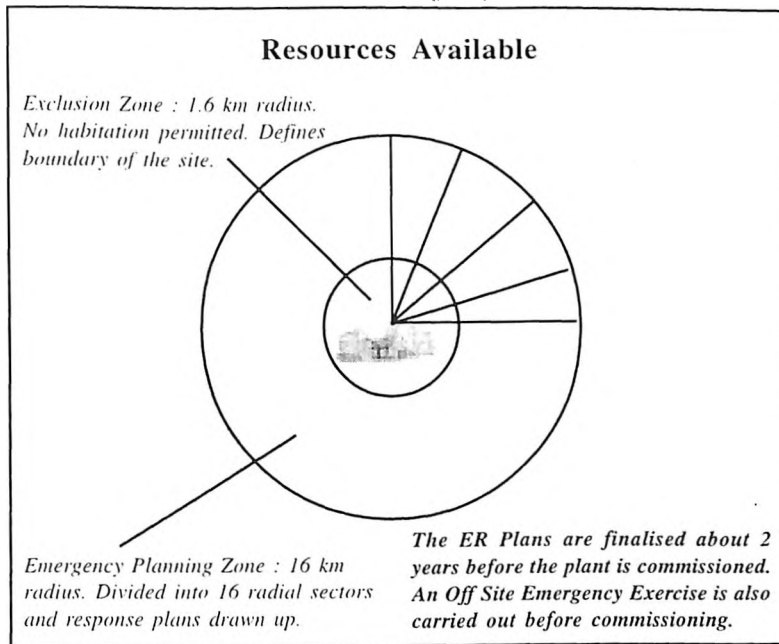 Resources Available
Exclusion Zone : 1.6 km radius.
No habitation permitted. Defines
boundary of the site.
Emergency Planning Zone : 16 km
radius. Divided into 16 radial sectors
and response plans drawn up.
The ER Plans are finalised about 2
years before the plant is commissioned.
An Off Site Emergency Exercise is also
carried out before commissioning.